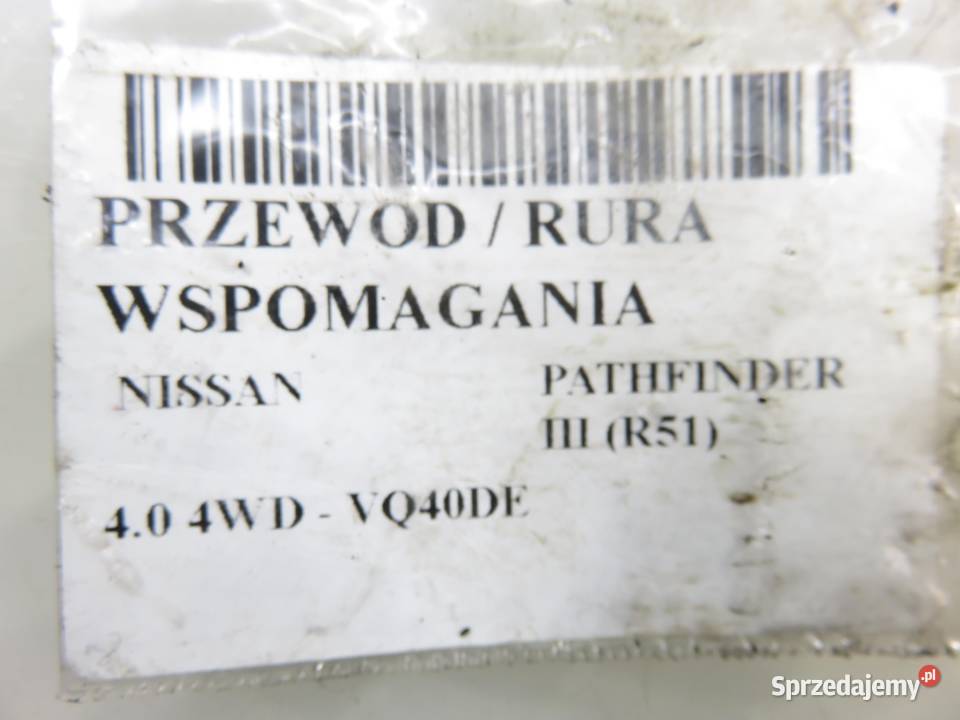 PRZEWOD / RURA
WSPOMAGANIA
NISSAN PATHFINDER
III (R51)
4.0 4WD - VQ40DE
Sprzedajemy.pl